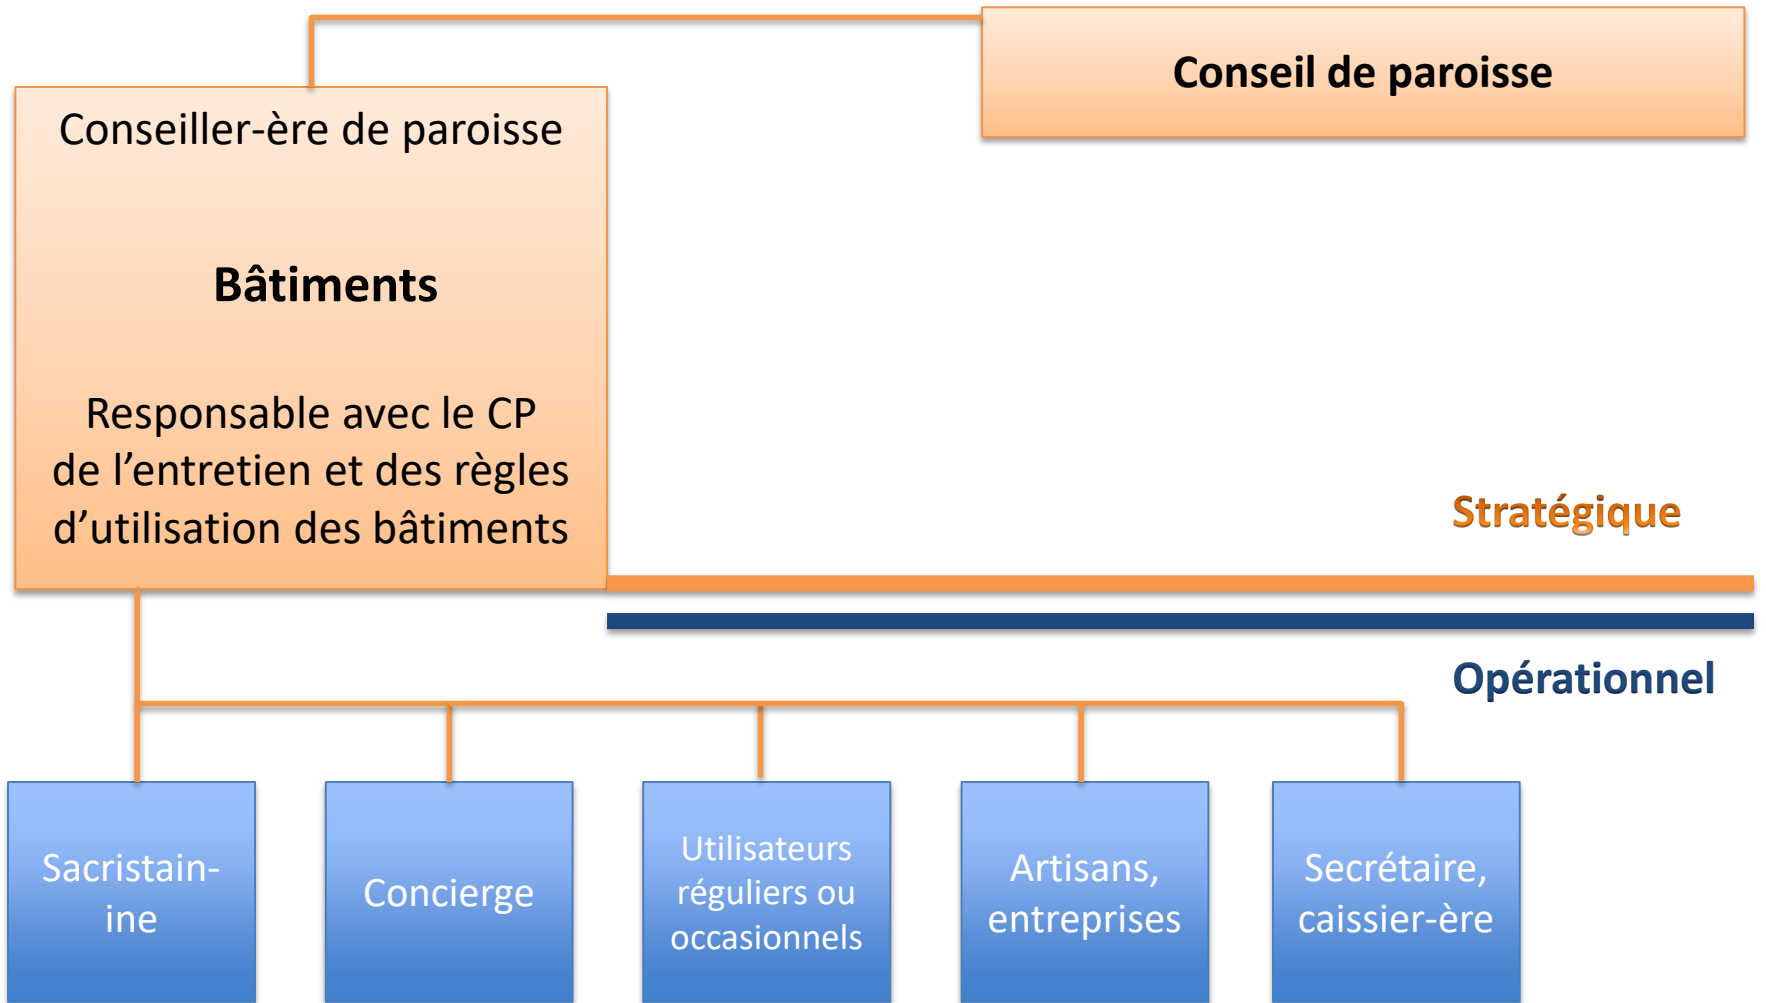 Conseil de paroisse
Conseiller-ère de paroisse
Bâtiments
Responsable avec le CP
de l’entretien et des règles
d’utilisation des bâtiments
Stratégique
Opérationnel
Sacristain-
ine
Concierge
Utilisateurs
réguliers ou
occasionnels
Artisans,
entreprises
Secrétaire,
caissier-ère